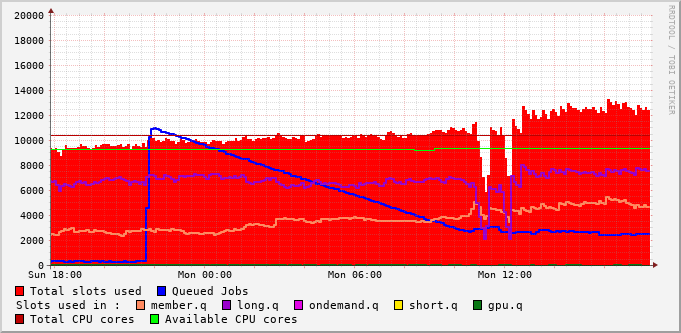 20000
18000
16000
14000
12000
10000
8000
6000
4000
2000
0
Sun 18:00 Mon 00:00 Mon 06:00 Mon 12:00
Total slots used Queued Jobs
Slots used in : member.q long.q ondemand.q short.q gpu.q
Total CPU cores Available CPU cores
RRDTOOL / TOBI OETIKER